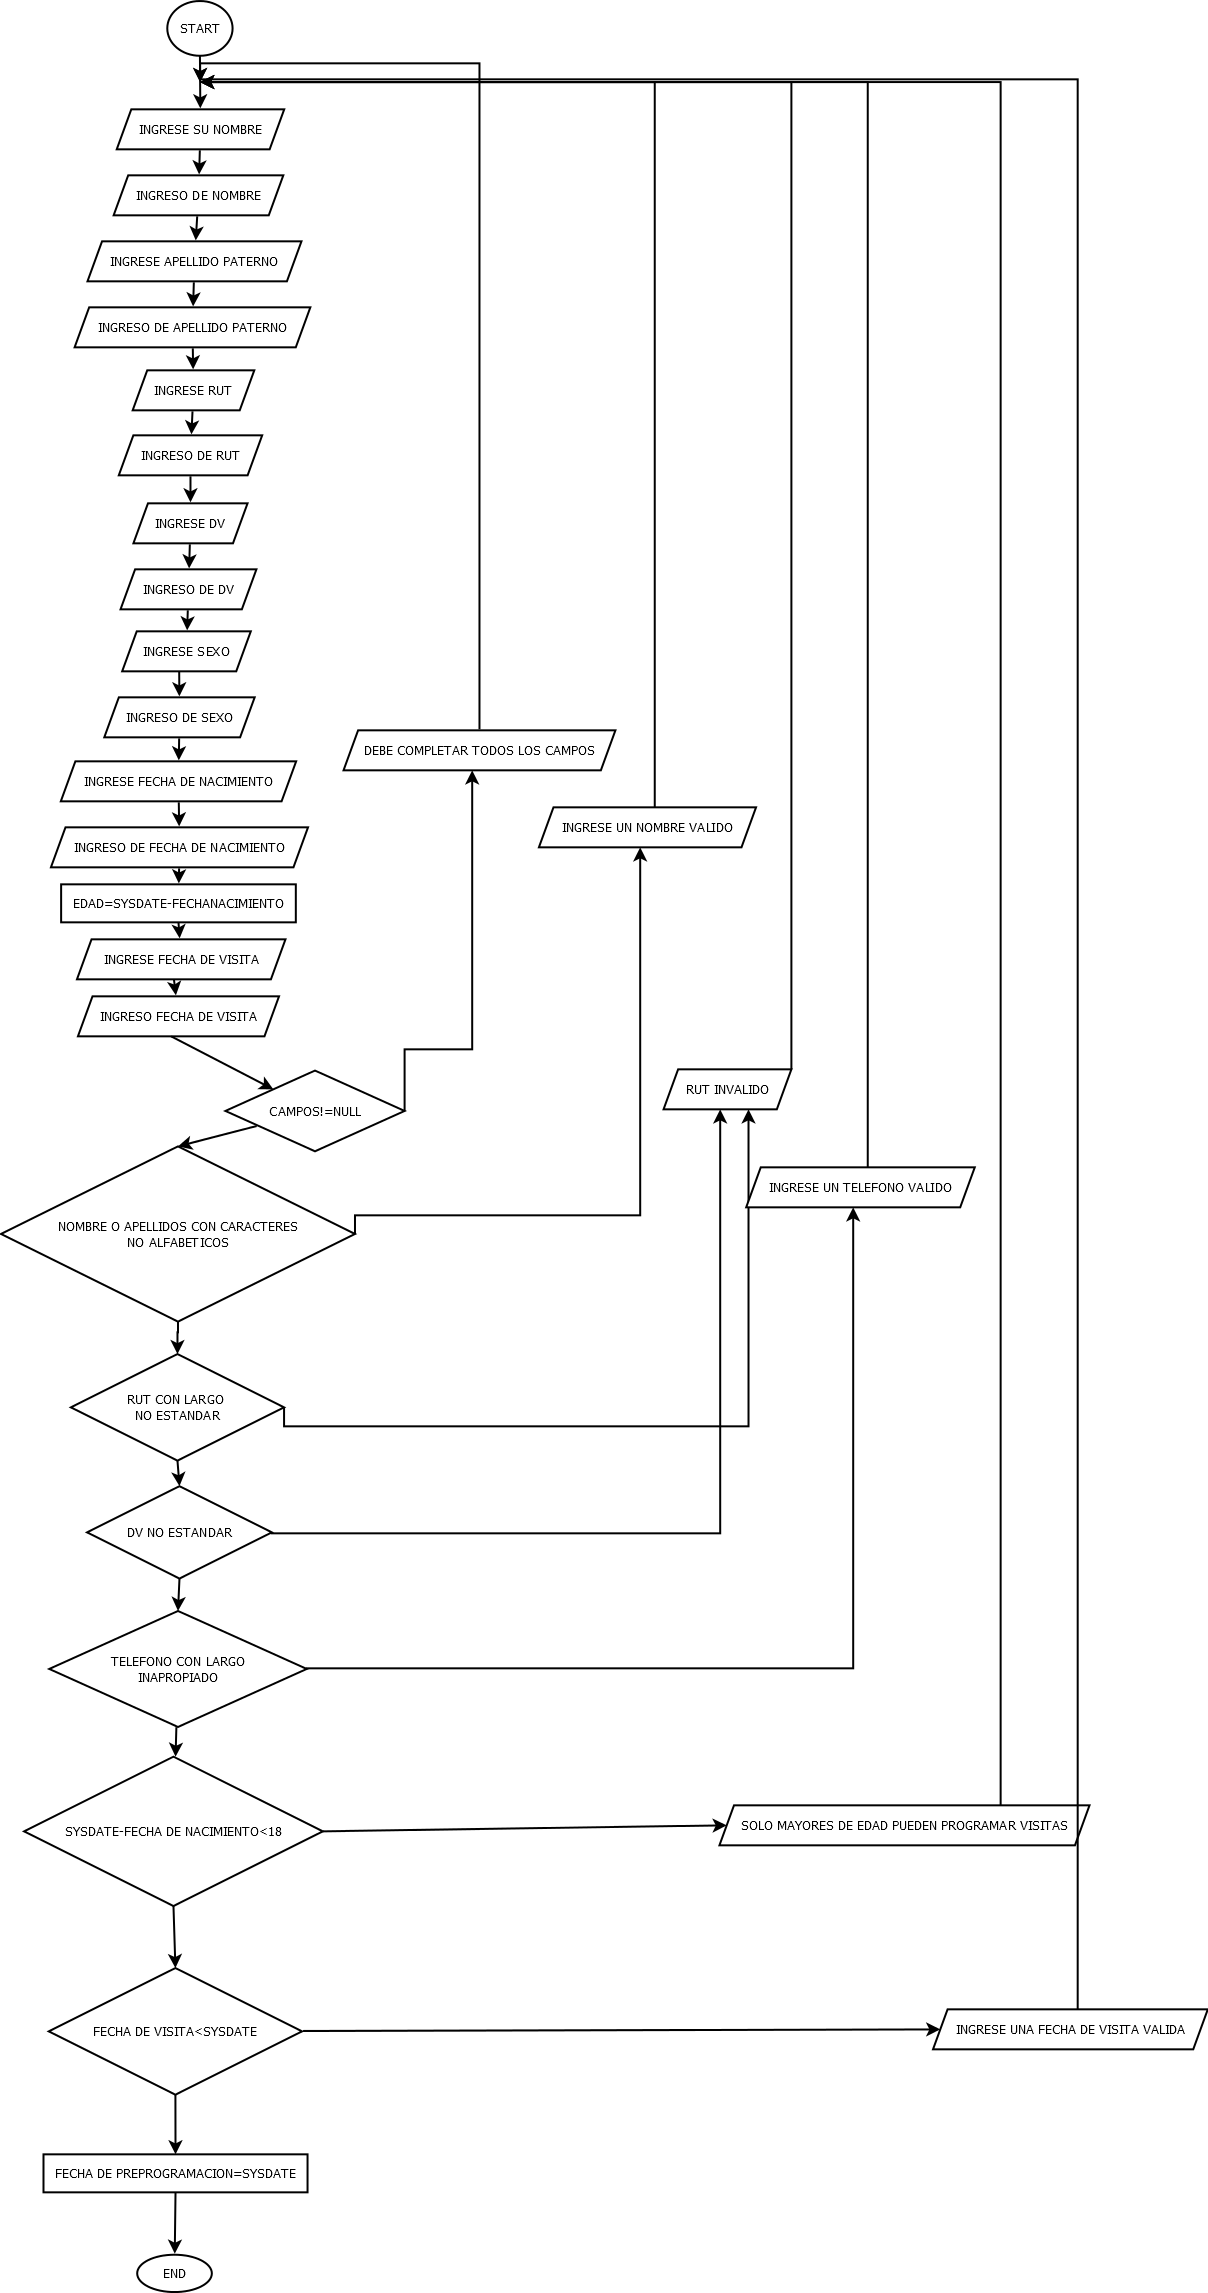 START
INGRESE SU NOMBRE
INGRESO DE NOMBRE
INGRESE APELLIDO PATERNO
INGRESO DE APELLIDO PATERNO
INGRESE RUT
INGRESO DE RUT
INGRESE DV
INGRESO DE DV
INGRESE SEXO
INGRESO DE SEXO
DEBE COMPLETAR TODOS LOS CAMPOS
INGRESE FECHA DE NACIMIENTO
INGRESE UN NOMBRE VALIDO
INGRESO DE FECHA DE NACIMIENTO
EDAD=SYSDATE-FECHANACIMIENTO
INGRESE FECHA DE VISITA
INGRESO FECHA DE VISITA
RUT INVALIDO
CAMPOS!=NULL
INGRESE UN TELEFONO VALIDO
NOMBRE O APELLIDOS CON CARACTERES
NO ALFABETICOS
RUT CON LARGO
NO ESTANDAR
DV NO ESTANDAR
TELEFONO CON LARGO
INAPROPIADO
SYSDATE-FECHA DE NACIMIENTO<18
SOLO MAYORES DE EDAD PUEDEN PROGRAMAR VISITAS
FECHA DE VISITA<SYSDATE
INGRESE UNA FECHA DE VISITA VALIDA
FECHA DE PREPROGRAMACION=SYSDATE
END